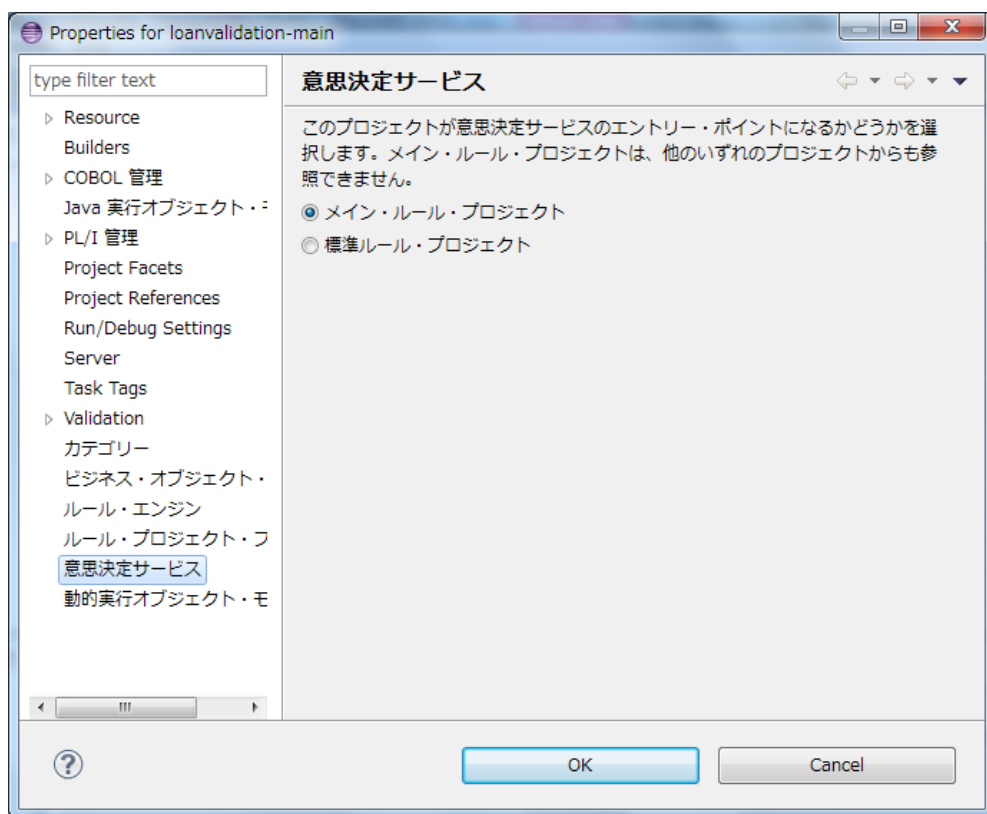 Properties for loanvalidation-main
type filter text
Resource
Builders
COBOL 管理
Java 実行オブジェクト・
PL/I 管理
Project Facets
Project References
Run/Debug Settings
Server
Task Tags
Validation
カテゴリー
ビジネス・オブジェクト・
ルール・エンジン
ルール・プロジェクト・フ
意思決定サービス
動的実行オブジェクト・モ
意思決定サービス
このプロジェクトが意思決定サービスのエントリー・ポイントになるかどうかを選
択します。メイン・ルール・プロジェクトは、他のいずれのプロジェクトからも参
照できません。
メイン・ルール・プロジェクト
標準ルール・プロジェクト
OK
Cancel